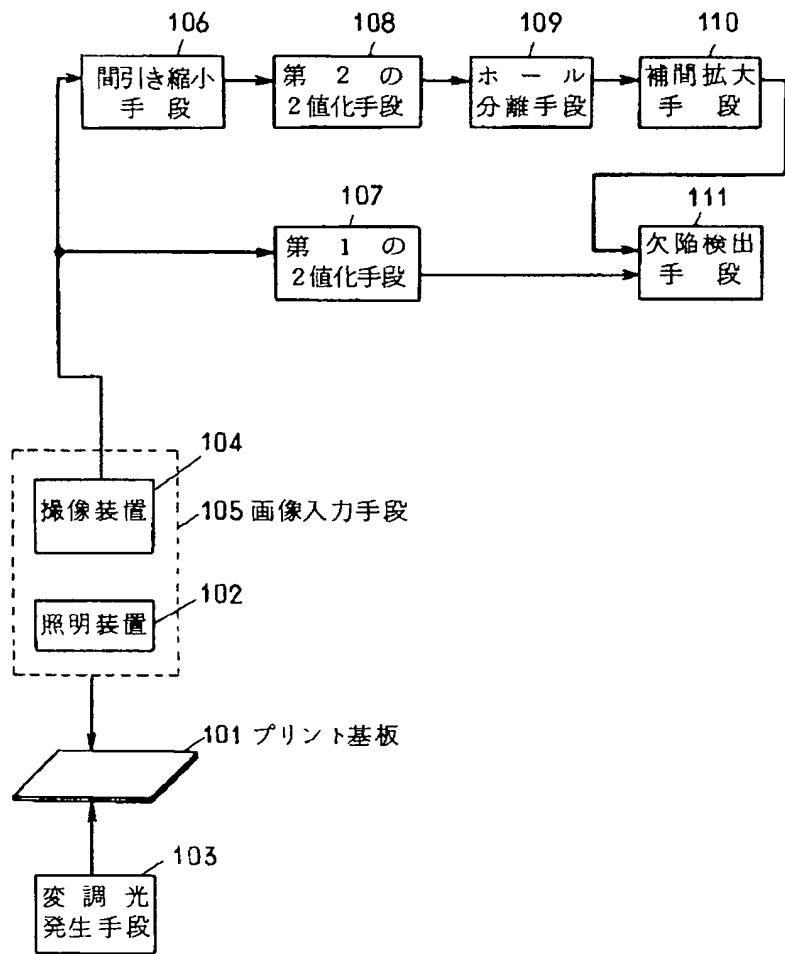 106
108
109
110
間引き縮小
手段
第2の
2値化手段
ホール
分離手段
補間拡大
手段
107
111
第1の
2値化手段
欠陥検出
手段
104
撮像装置
105 画像入力手段
102
照明装置
101 プリント基板
103
変調光
発生手段